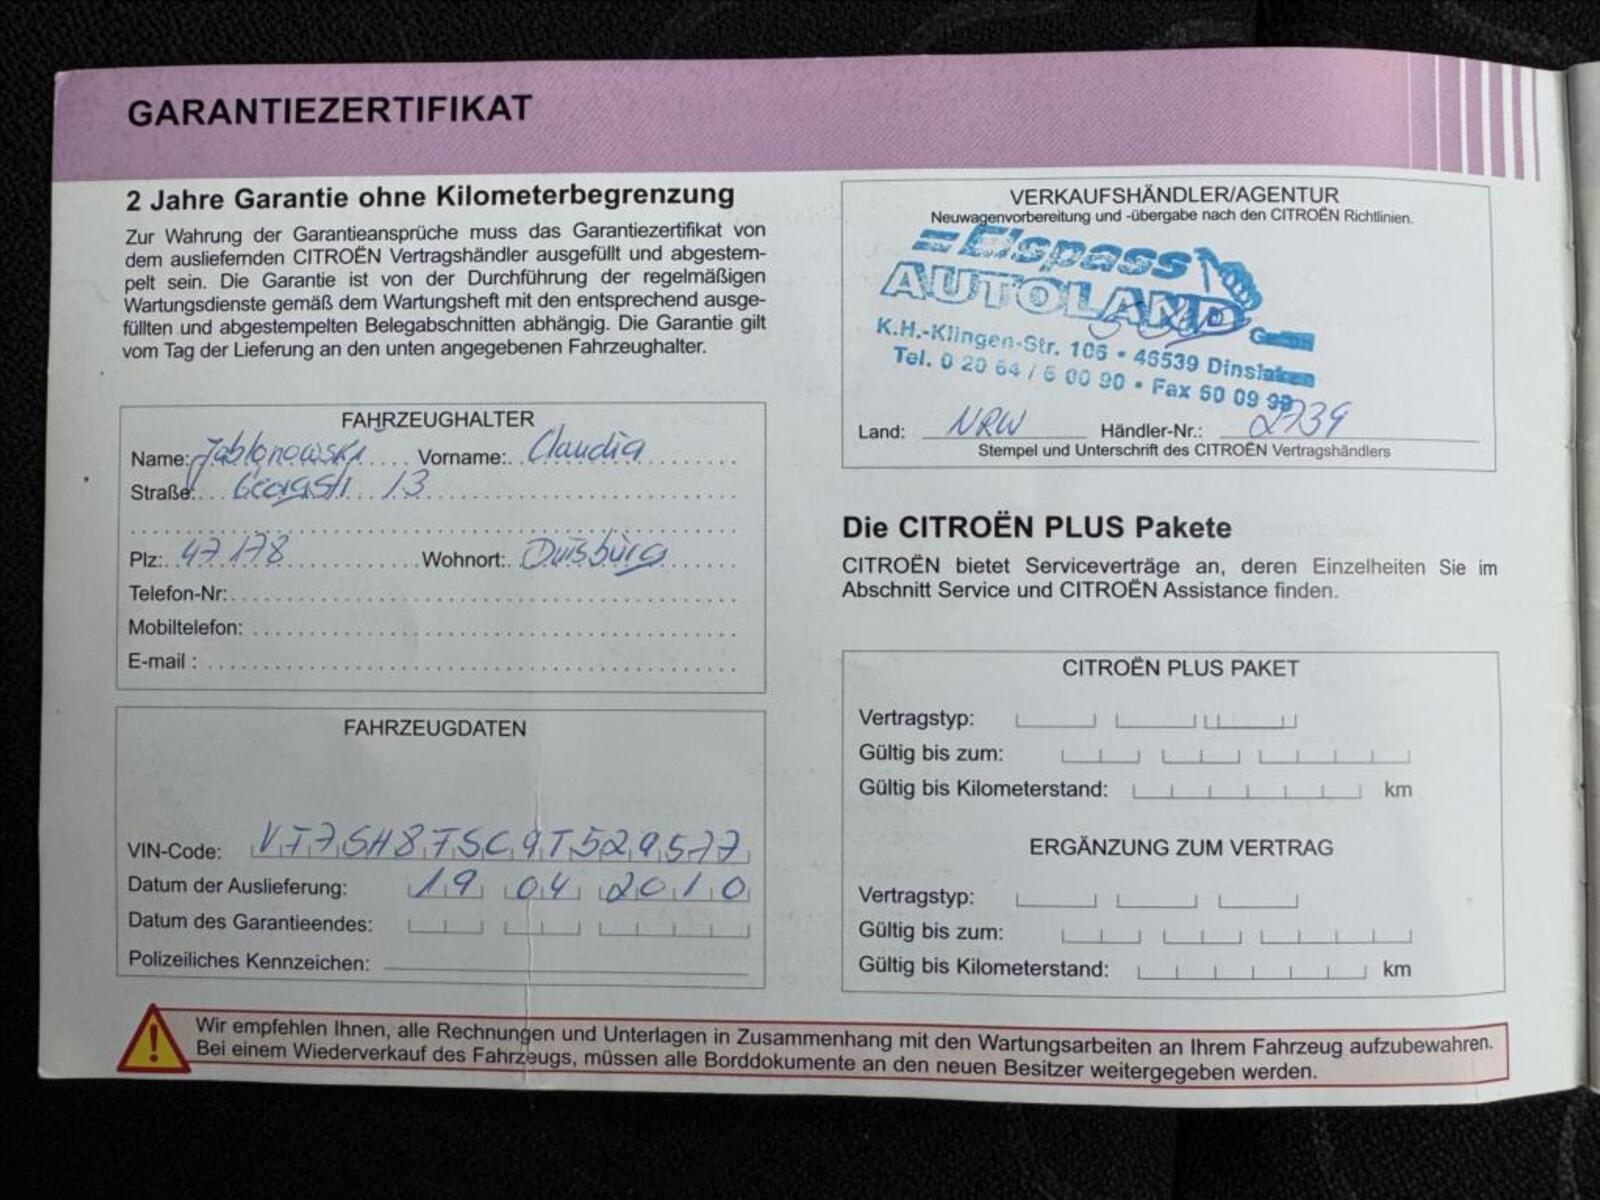 GARANTIEZERTIFIKAT
2 Jahre Garantie ohne Kilometerbegrenzung
Zur Wahrung der Garantieansprüche muss das Garantiezertifikat von
dem ausliefernden CITROËN Vertragshändler ausgefüllt und abgestem-
pelt sein. Die Garantie ist von der Durchführung der regelmäßigen
Wartungsdienste gemäß dem Wartungsheft mit den entsprechend ausge-
füllten und abgestempelten Belegabschnitten abhängig. Die Garantie gilt
vom Tag der Lieferung an den unten angegebenen Fahrzeughalter.
FAHRZEUGHALTER
Name: Jablonowski Vorname: Claudia
Straße: 13
Plz: 47178 Wohnort: Duisburg
Telefon-Nr:
Mobiltelefon:
E-mail :
FAHRZEUGDATEN
VIN-Code: VF7SH8FSC9T529577
Datum der Auslieferung: 19 04 2010
Datum des Garantieendes:
Polizeiliches Kennzeichen:
VERKAUFSHÄNDLER/AGENTUR
Neuwagenvorbereitung und -übergabe nach den CITROËN Richtlinien.
Elspass
AUTOLAND GmbH
K.H.-Klingen-Str. 106 • 46539 Dinslaken
Tel. 0 20 64 / 6 00 90 • Fax 60 09 99
Land: NRW Händler-Nr.: 2739
Stempel und Unterschrift des CITROËN Vertragshändlers
Die CITROËN PLUS Pakete
CITROËN bietet Serviceverträge an, deren Einzelheiten Sie im
Abschnitt Service und CITROËN Assistance finden.
CITROËN PLUS PAKET
Vertragstyp:
Gültig bis zum:
Gültig bis Kilometerstand: km
ERGÄNZUNG ZUM VERTRAG
Vertragstyp:
Gültig bis zum:
Gültig bis Kilometerstand: km
Wir empfehlen Ihnen, alle Rechnungen und Unterlagen in Zusammenhang mit den Wartungsarbeiten an Ihrem Fahrzeug aufzubewahren.
Bei einem Wiederverkauf des Fahrzeugs, müssen alle Borddokumente an den neuen Besitzer weitergegeben werden.